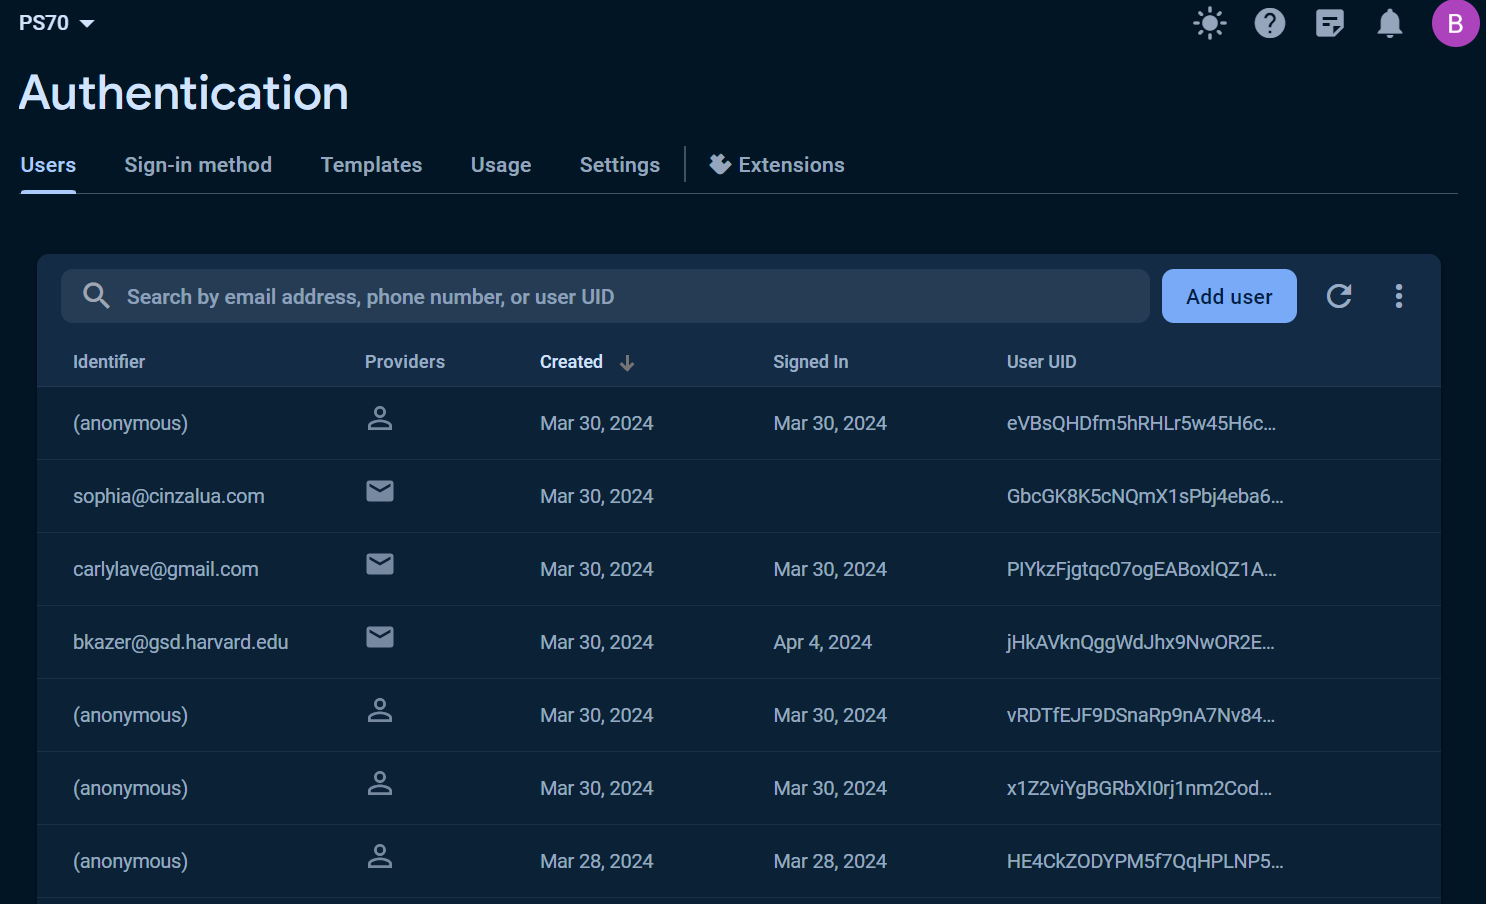 PS70
B
Authentication
Users Sign-in method Templates Usage Settings Extensions
Search by email address, phone number, or user UID Add user
Identifier Providers Created Signed In User UID
(anonymous) Mar 30, 2024 Mar 30, 2024 eVBsQHDfm5hRHLr5w45H6c...
sophia@cinzalua.com Mar 30, 2024 GbcGK8K5cNQmX1sPbj4eba6...
carlylave@gmail.com Mar 30, 2024 Mar 30, 2024 PIYkzFjgtqc07ogEABoxlQZ1A...
bkazer@gsd.harvard.edu Mar 30, 2024 Apr 4, 2024 jHkAVknQggWdJhx9NwOR2E...
(anonymous) Mar 30, 2024 Mar 30, 2024 vRDTfEJF9DSnaRp9nA7Nv84...
(anonymous) Mar 30, 2024 Mar 30, 2024 x1Z2viYgBGRbXI0rj1nm2Cod...
(anonymous) Mar 28, 2024 Mar 28, 2024 HE4CkZODYPM5f7QqHPLNP5...